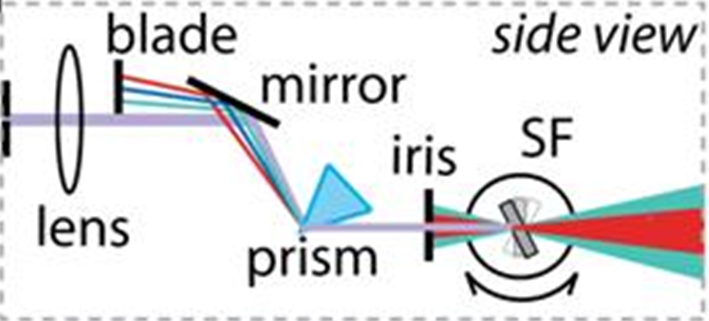 blade
side view
mirror
iris
SF
lens
prism